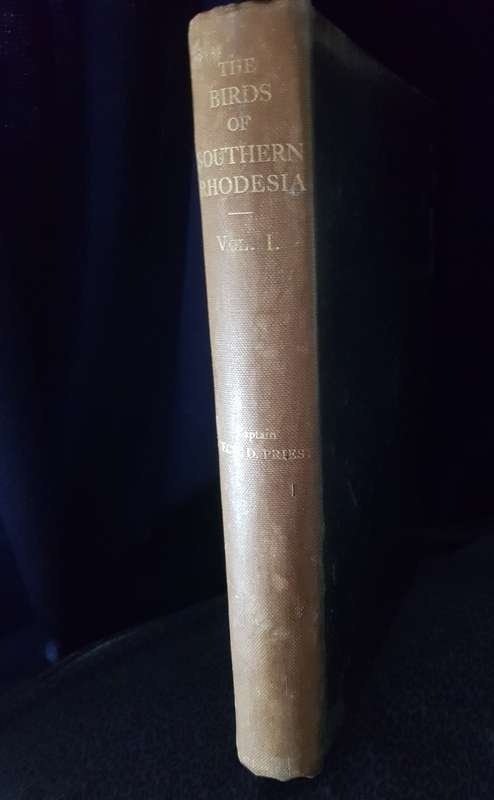 THE
BIRDS
OF
SOUTHERN
RHODESIA
VOL. I.
Captain
D. PRIEST